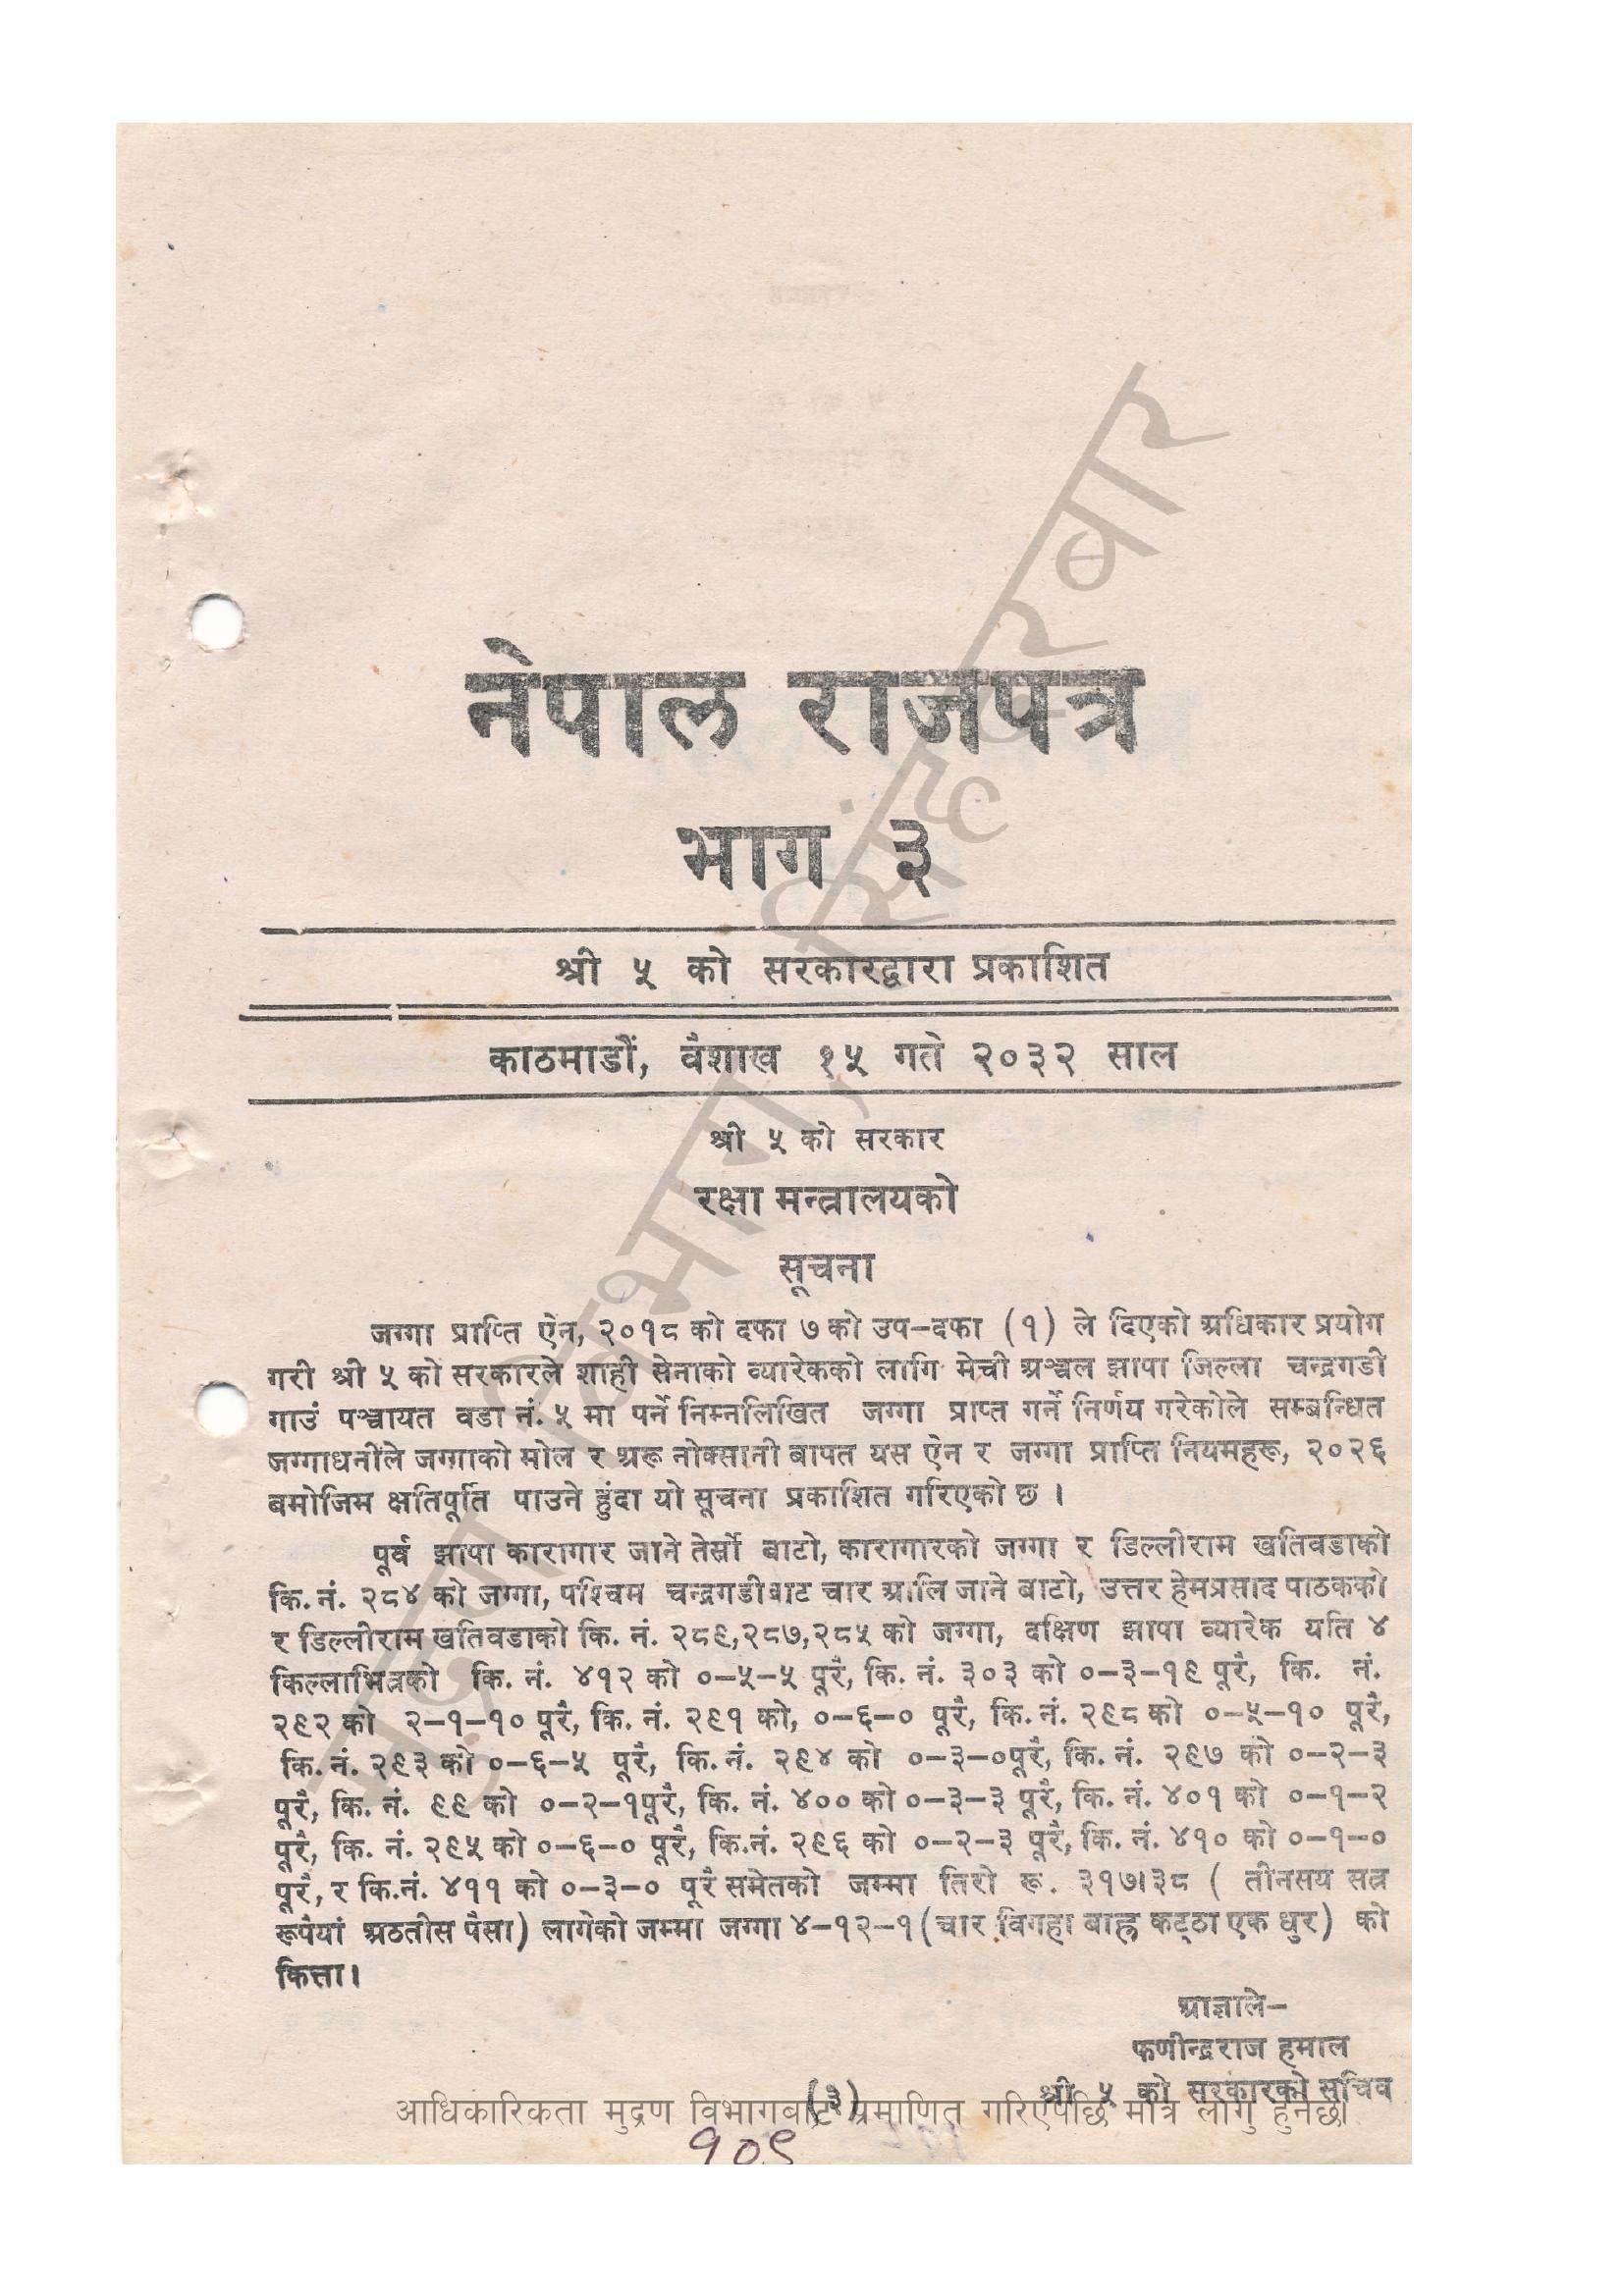 नेपाल राजपत्र
भाग ३
श्री ५ को सरकारद्वारा प्रकाशित
काठमाडौं, वैशाख १५ गते २०३२ साल
श्री ५ को सरकार
रक्षा मन्त्रालयको
सूचना
जग्गा प्राप्ति ऐन, २०१८ को दफा ७ को उप–दफा (१) ले दिएको अधिकार प्रयोग
गरी श्री ५ को सरकारले शाही सेनाको ब्यारेकको लागि मेची अञ्चल झापा जिल्ला चन्द्रगडी
गाउं पञ्चायत वडा नं. ५ मा पर्ने निम्नलिखित जग्गा प्राप्त गर्ने निर्णय गरेकोले सम्बन्धित
जग्गाधनीले जग्गाको मोल र अरू नोक्सानी बापत यस ऐन र जग्गा प्राप्ति नियमहरू, २०२६
बमोजिम क्षतिपूर्ति पाउने हुंदा यो सूचना प्रकाशित गरिएको छ ।
पूर्व झापा कारागार जाने तेर्सो बाटो, कारागारको जग्गा र डिल्लीराम खतिवडाको
कि. नं. २८४ को जग्गा, पश्चिम चन्द्रगडीबाट चार आलि जाने बाटो, उत्तर हेमप्रसाद पाठकको
र डिल्लीराम खतिवडाको कि. नं. २८९,२८७,२८५ को जग्गा, दक्षिण झापा ब्यारेक यति ४
किल्लाभित्रको कि. नं. ४१२ को ०–५–५ पूरै, कि. नं. ३०३ को ०–३–१९ पूरै, कि. नं.
२९२ को २–१–१० पूरै, कि. नं. २९१ को, ०–६–० पूरै, कि. नं. २९८ को ०–५–१० पूरै,
कि. नं. २९३ को ०–६–५ पूरै, कि. नं. २९४ को ०–३–०पूरै, कि. नं. २९७ को ०–२–३
पूरै, कि. नं. ९९ को ०–२–१पूरै, कि. नं. ४०० को ०–३–३ पूरै, कि. नं. ४०१ को ०–१–२
पूरै, कि. नं. २९५ को ०–६–० पूरै, कि.नं. २९६ को ०–२–३ पूरै, कि. नं. ४१० को ०–१–०
पूरै, र कि.नं. ४११ को ०–३–० पूरै समेतको जम्मा तिरो रू. ३१७।३८ ( तीनसय सत्र
रूपैयां अठतीस पैसा) लागेको जम्मा जग्गा ४–१२–१ (चार विगहा बाह्र कट्ठा एक धुर) को
कित्ता।
आज्ञाले–
फणीन्द्रराज हमाल
श्री ५ को सरकारको सचिव
(३)
आधिकारिकता मुद्रण विभागबाट प्रमाणित गरिएपछि मात्र लागु हुनेछ।
१०९
मुद्रण विभाग, सिंहदरबार